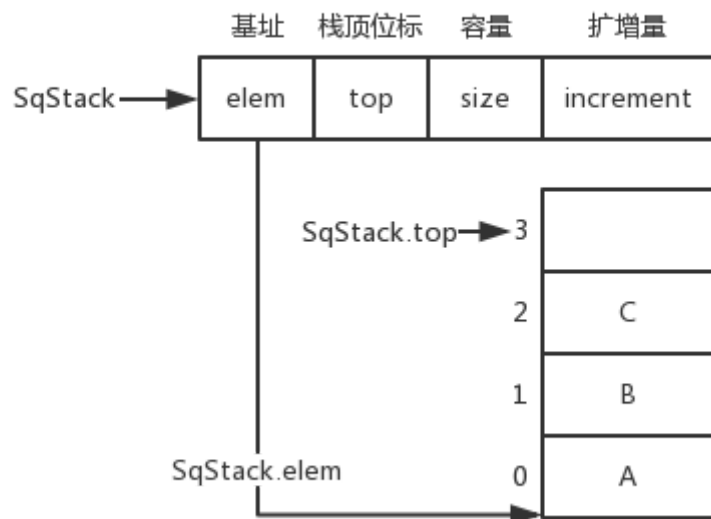 基址 栈顶位标 容量 扩增量
SqStack elem top size increment
SqStack.top 3
2 C
1 B
SqStack.elem 0 A